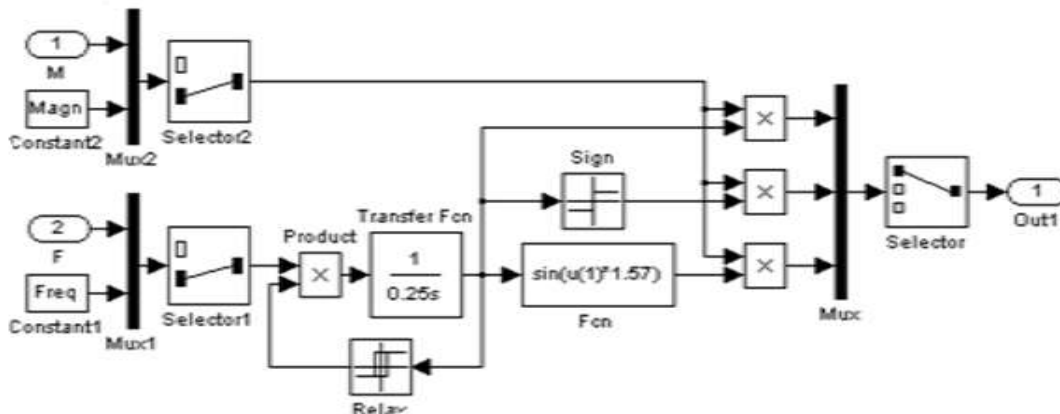 1
M
Magn
Constant2
Mux2
Selector2
2
F
Freq
Constant1
Mux1
Selector1
Product
×
Transfer Fcn
1
0.25s
Relay
Sign
sin(u(1)*1.57)
Fcn
×
×
×
Mux
Selector
1
Out1